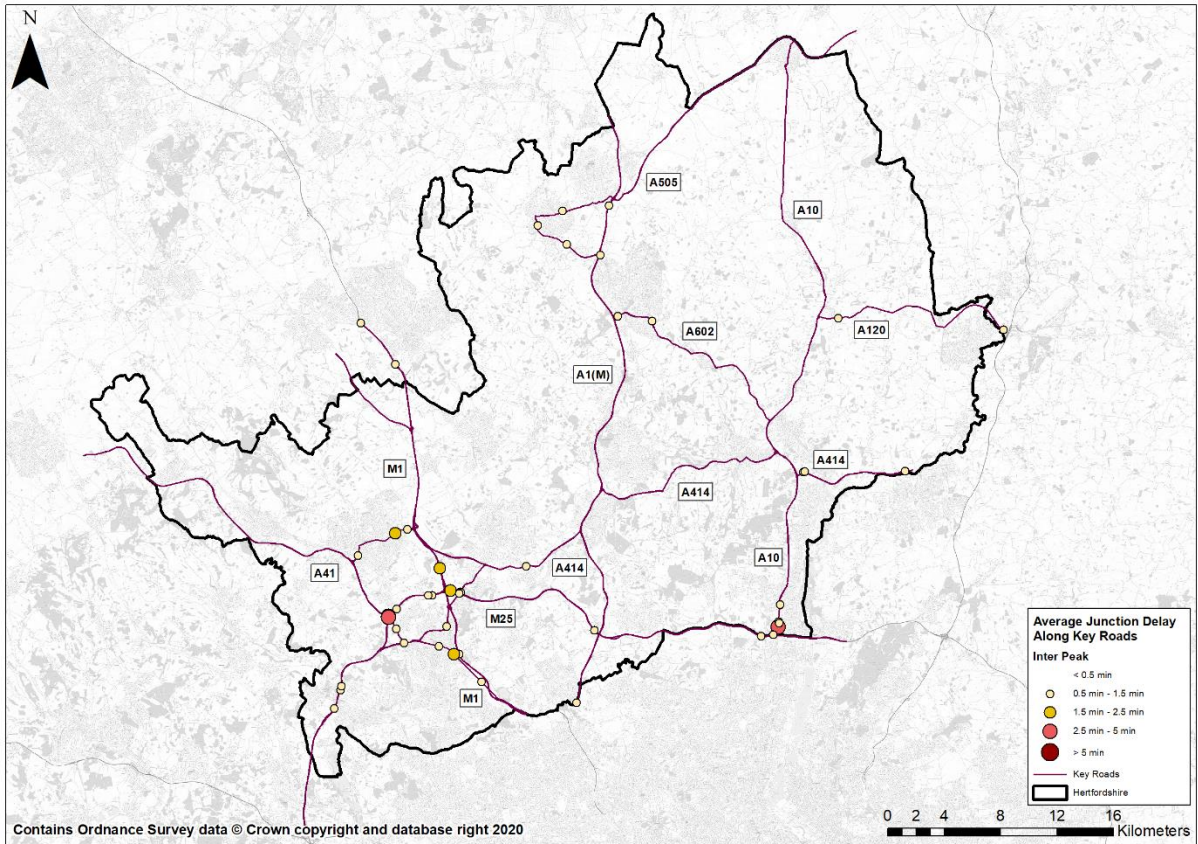 N
A505
A10
A602
A120
A1(M)
M1
A414
A414
A41
A414
A10
M25
M1
Average Junction Delay
Along Key Roads
Inter Peak
< 0.5 min
0.5 min - 1.5 min
1.5 min - 2.5 min
2.5 min - 5 min
> 5 min
Key Roads
Hertfordshire
Contains Ordnance Survey data © Crown copyright and database right 2020
0 2 4 8 12 16
Kilometers